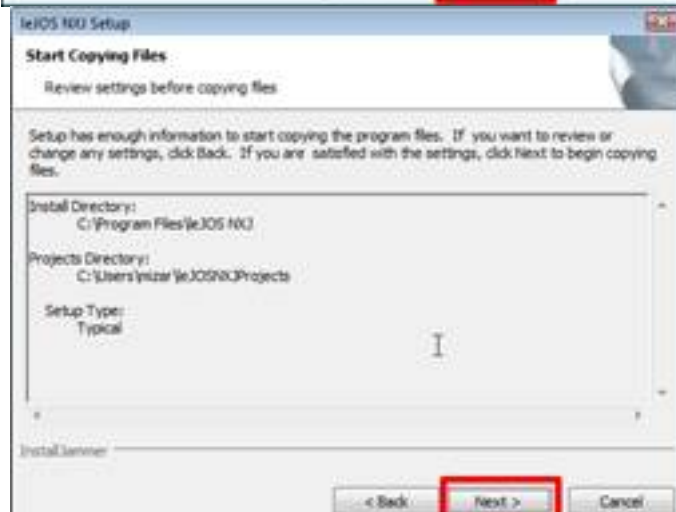 leJOS NXJ Setup
Start Copying Files
Review settings before copying files
Setup has enough information to start copying the program files. If you want to review or
change any settings, click Back. If you are satisfied with the settings, click Next to begin copying
files.
Install Directory:
C:\Program Files\leJOS NXJ
Projects Directory:
C:\Users\mizar\leJOSNXJProjects
Setup Type:
Typical
InstallJammer
< Back
Next >
Cancel